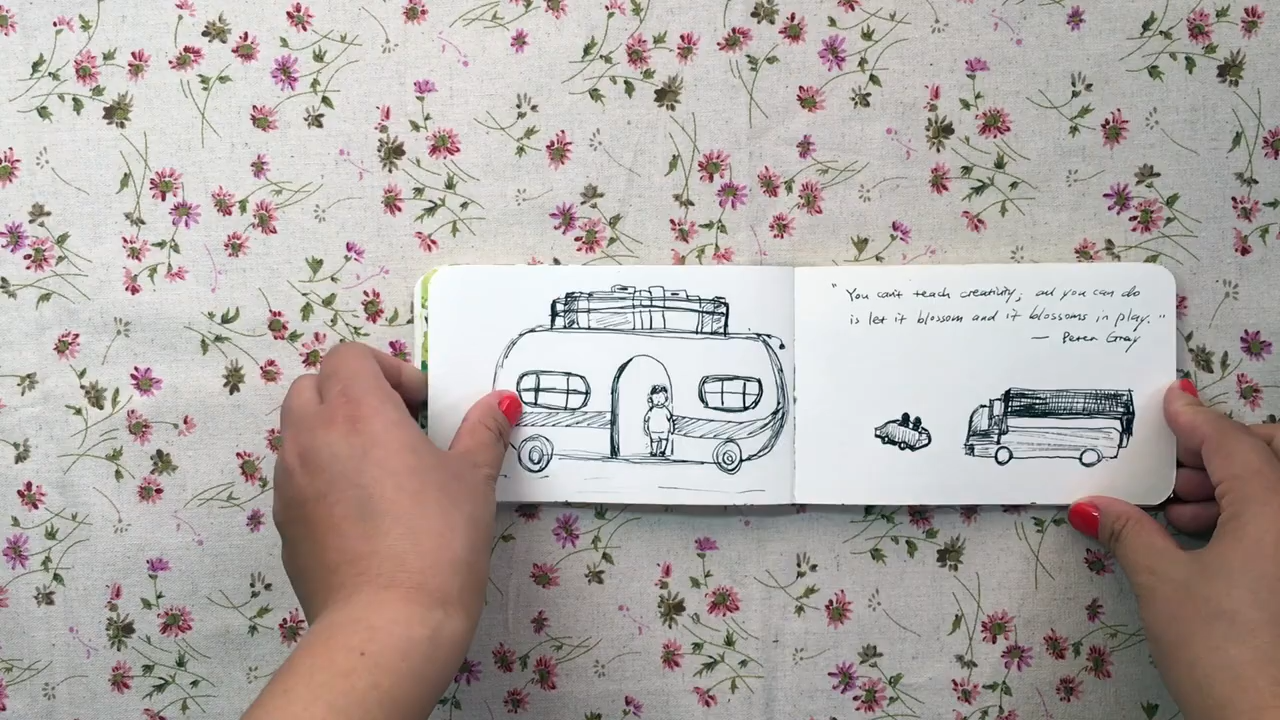 "You can't teach creativity; all you can do
is let it blossom and it blossoms in play."
— Peter Gray